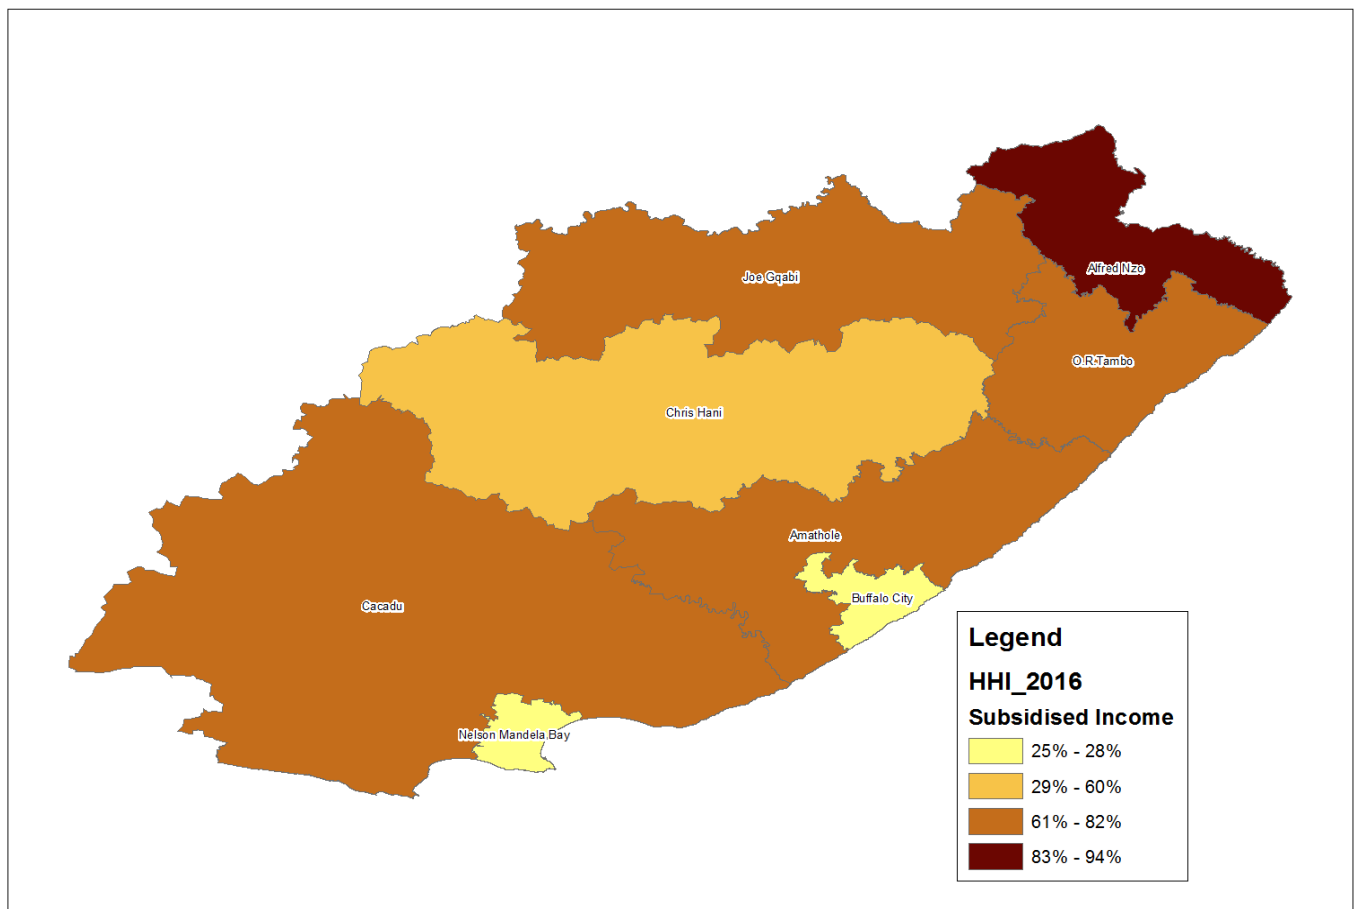 Alfred Nzo
Joe Gqabi
O.R.Tambo
Chris Hani
Amathole
Buffalo City
Cacadu
Nelson Mandela Bay
Legend
HHI_2016
Subsidised Income
25% - 28%
29% - 60%
61% - 82%
83% - 94%